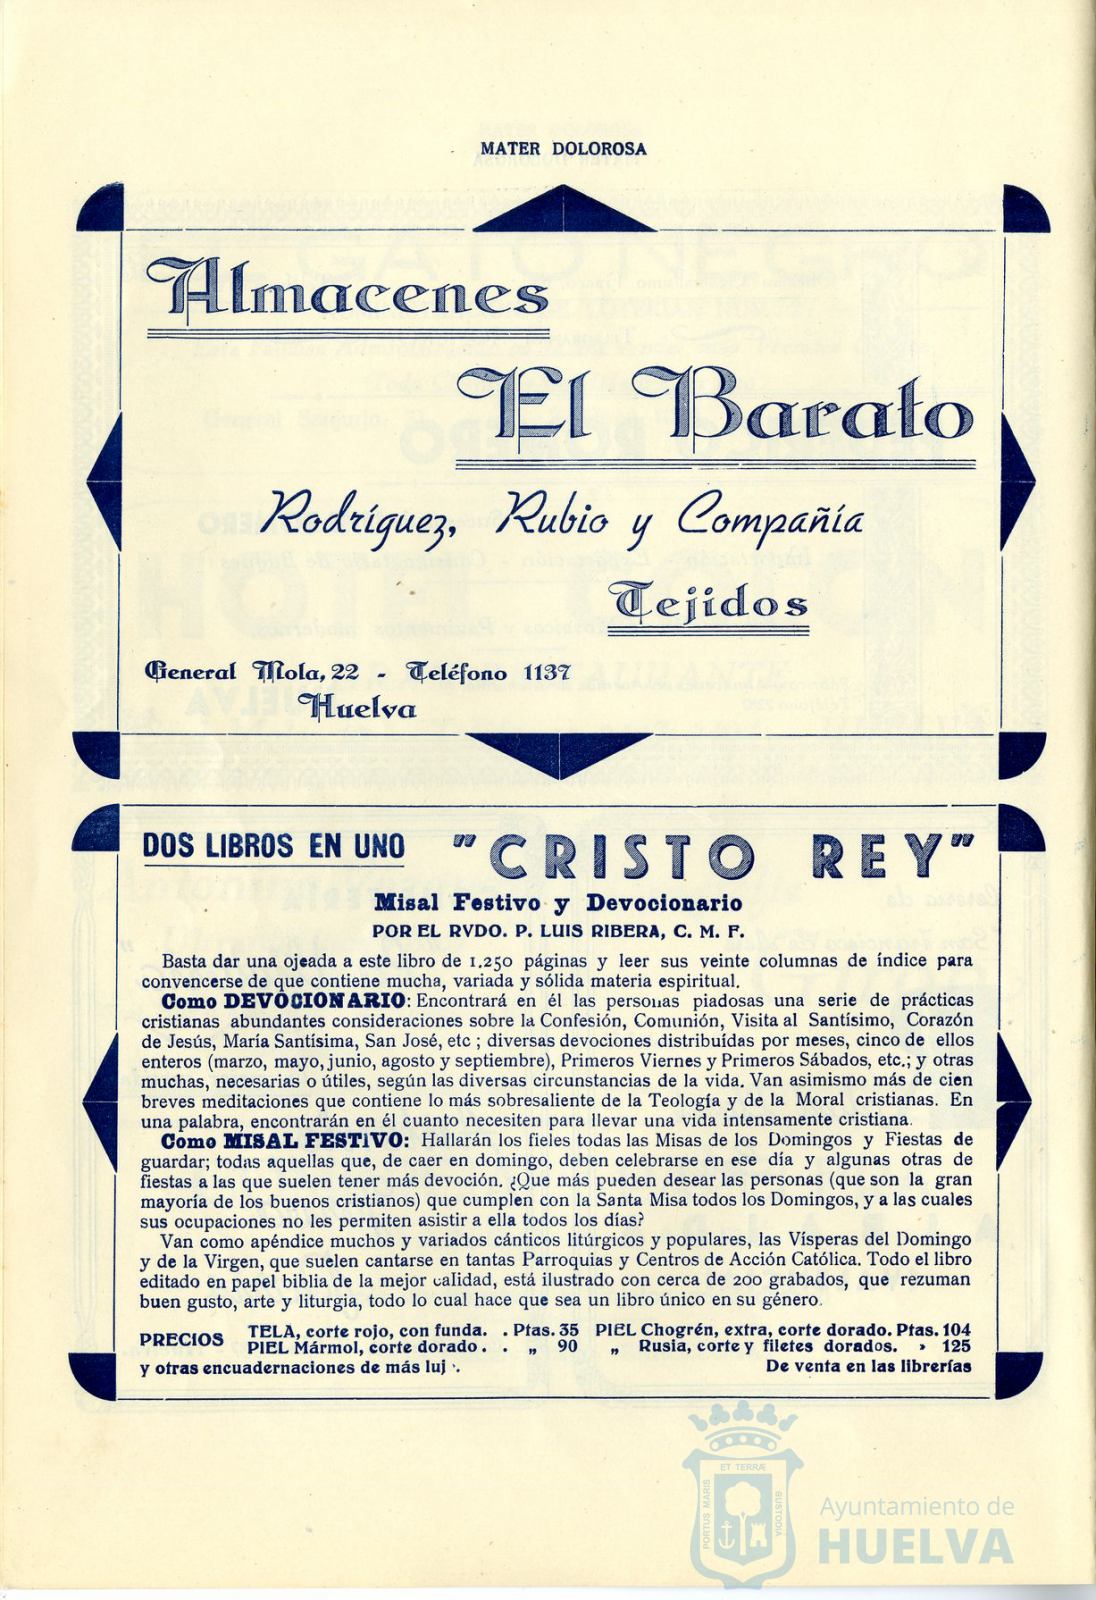 MATER DOLOROSA
Almacenes
El Barato
Rodríguez, Rubio y Compañía
Tejidos
General Mola, 22 - Teléfono 1137
Huelva
DOS LIBROS EN UNO "CRISTO REY"
Misal Festivo y Devocionario
POR EL RVDO. P. LUIS RIBERA, C. M. F.
Basta dar una ojeada a este libro de 1.250 páginas y leer sus veinte columnas de índice para
convencerse de que contiene mucha, variada y sólida materia espiritual.
Como DEVOCIONARIO: Encontrará en él las personas piadosas una serie de prácticas
cristianas abundantes consideraciones sobre la Confesión, Comunión, Visita al Santísimo, Corazón
de Jesús, María Santísima, San José, etc ; diversas devociones distribuídas por meses, cinco de ellos
enteros (marzo, mayo, junio, agosto y septiembre), Primeros Viernes y Primeros Sábados, etc.; y otras
muchas, necesarias o útiles, según las diversas circunstancias de la vida. Van asimismo más de cien
breves meditaciones que contiene lo más sobresaliente de la Teología y de la Moral cristianas. En
una palabra, encontrarán en él cuanto necesiten para llevar una vida intensamente cristiana.
Como MISAL FESTIVO: Hallarán los fieles todas las Misas de los Domingos y Fiestas de
guardar; todas aquellas que, de caer en domingo, deben celebrarse en ese día y algunas otras de
fiestas a las que suelen tener más devoción. ¿Que más pueden desear las personas (que son la gran
mayoría de los buenos cristianos) que cumplen con la Santa Misa todos los Domingos, y a las cuales
sus ocupaciones no les permiten asistir a ella todos los días?
Van como apéndice muchos y variados cánticos litúrgicos y populares, las Vísperas del Domingo
y de la Virgen, que suelen cantarse en tantas Parroquias y Centros de Acción Católica. Todo el libro
editado en papel biblia de la mejor calidad, está ilustrado con cerca de 200 grabados, que rezuman
buen gusto, arte y liturgia, todo lo cual hace que sea un libro único en su género.
PRECIOS TELA, corte rojo, con funda. . Ptas. 35 PIEL Chogrén, extra, corte dorado. Ptas. 104
PIEL Mármol, corte dorado . . „ 90 „ Rusia, corte y filetes dorados. » 125
y otras encuadernaciones de más luj . De venta en las librerías
PORTUS MARIS ET TERRÆ CUSTODIA
Ayuntamiento de
HUELVA